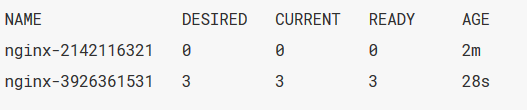 NAME DESIRED CURRENT READY AGE
nginx-2142116321 0 0 0 2m
nginx-3926361531 3 3 3 28s